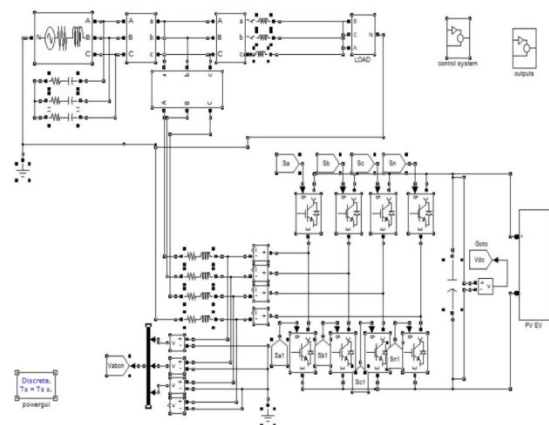 N
A
B
C
A
B
C
a
b
c
A
B
C
a
b
c
B
C
A
N
LOAD
control system
outputs
a
b
c
A
B
C
Sa
Sb
Sc
Sn
g
g
g
g
Goto
Vdc
v
PV EV
Sa1
Sb1
Sc1
Sn1
Vabcn
Discrete,
Ts = Ts s.
powergui